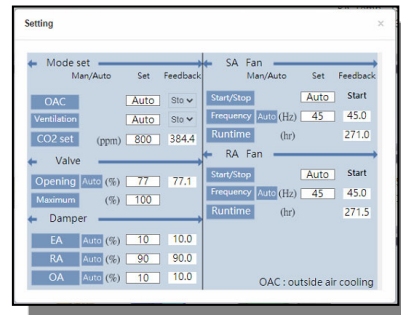 Setting ×
Mode set
Man/Auto Set Feedback
OAC Auto Sto
Ventilation Auto Sto
CO2 set (ppm) 800 384.4
Valve
Opening Auto (%) 77 77.1
Maximum (%) 100
Damper
EA Auto (%) 10 10.0
RA Auto (%) 90 90.0
OA Auto (%) 10 10.0
SA Fan
Man/Auto Set Feedback
Start/Stop Auto Start
Frequency Auto (Hz) 45 45.0
Runtime (hr) 271.0
RA Fan
Start/Stop Auto Start
Frequency Auto (Hz) 45 45.0
Runtime (hr) 271.5
OAC : outside air cooling